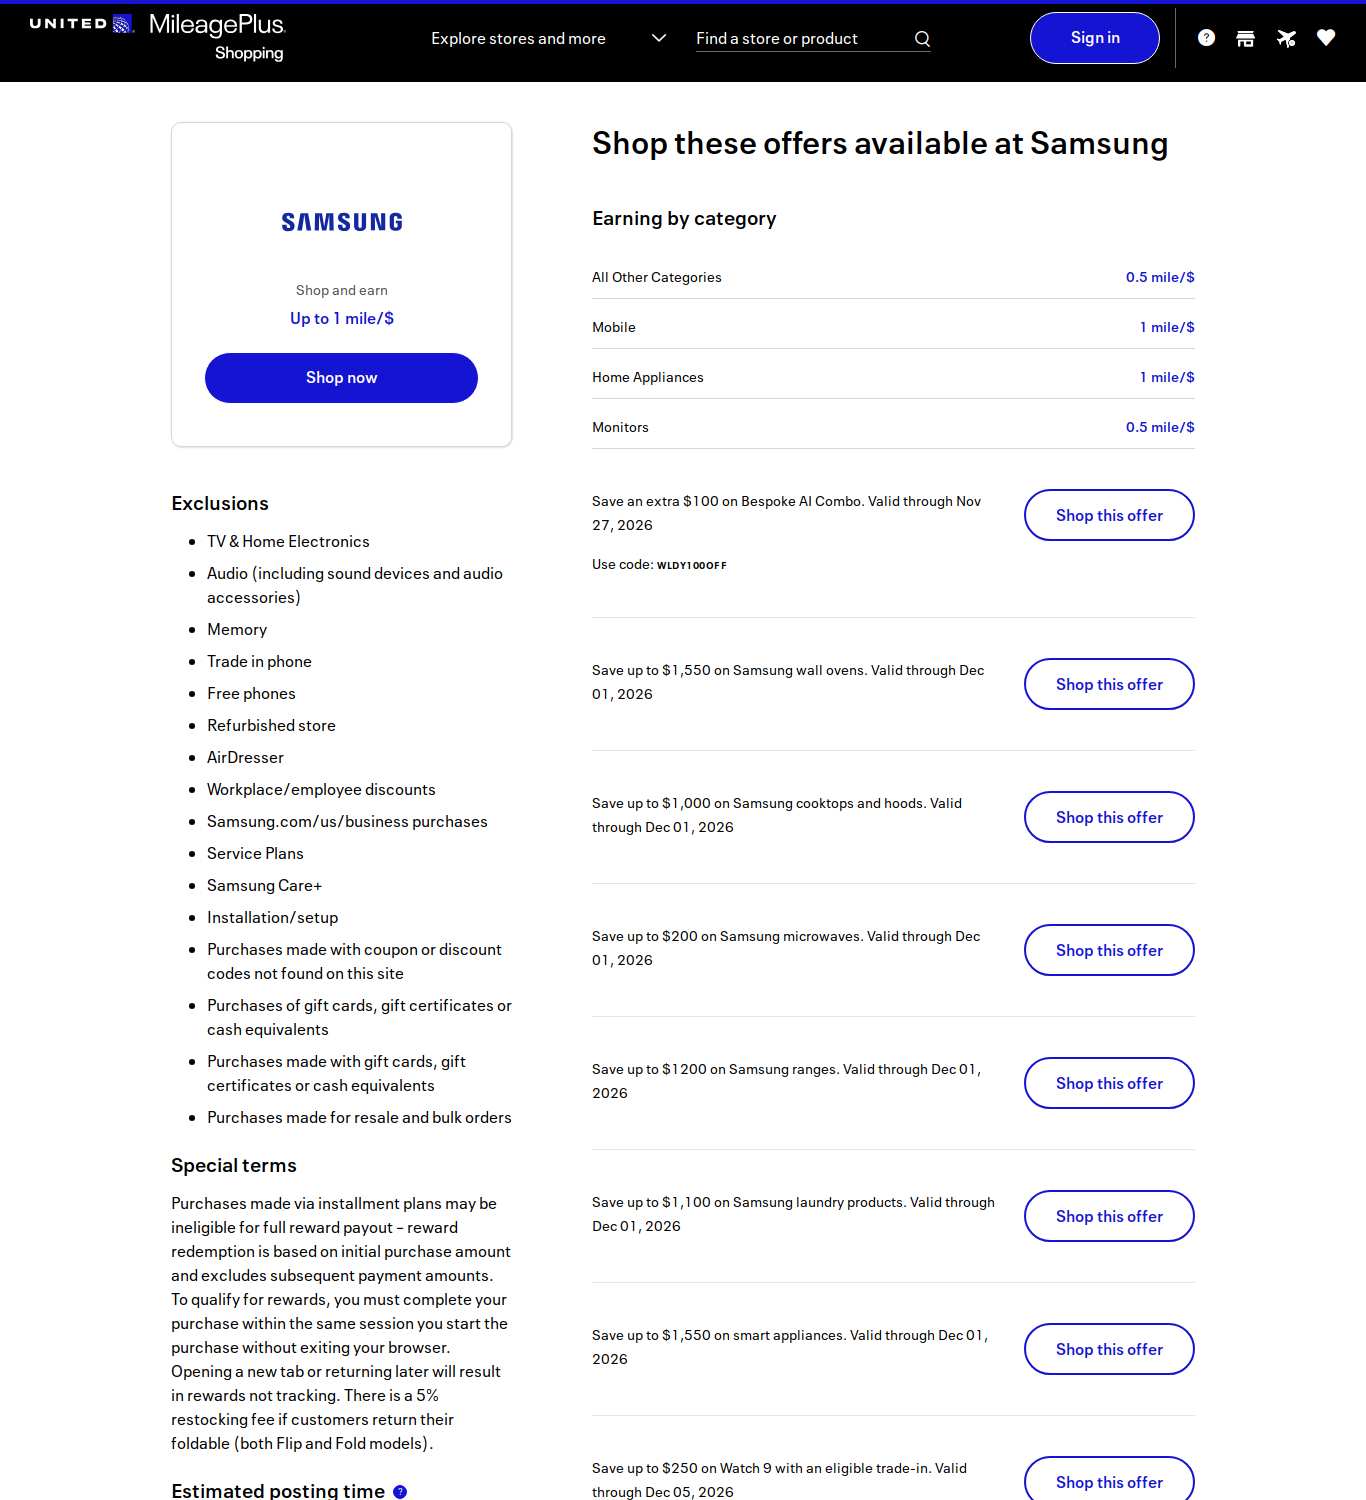 UNITED MileagePlus
Shopping
Explore stores and more
Find a store or product
Sign in
SAMSUNG
Shop and earn
Up to 1 mile/$
Shop now
Exclusions
TV & Home Electronics
Audio (including sound devices and audio
accessories)
Memory
Trade in phone
Free phones
Refurbished store
AirDresser
Workplace/employee discounts
Samsung.com/us/business purchases
Service Plans
Samsung Care+
Installation/setup
Purchases made with coupon or discount
codes not found on this site
Purchases of gift cards, gift certificates or
cash equivalents
Purchases made with gift cards, gift
certificates or cash equivalents
Purchases made for resale and bulk orders
Special terms
Purchases made via installment plans may be
ineligible for full reward payout – reward
redemption is based on initial purchase amount
and excludes subsequent payment amounts.
To qualify for rewards, you must complete your
purchase within the same session you start the
purchase without exiting your browser.
Opening a new tab or returning later will result
in rewards not tracking. There is a 5%
restocking fee if customers return their
foldable (both Flip and Fold models).
Estimated posting time ?
Shop these offers available at Samsung
Earning by category
All Other Categories 0.5 mile/$
Mobile 1 mile/$
Home Appliances 1 mile/$
Monitors 0.5 mile/$
Save an extra $100 on Bespoke AI Combo. Valid through Nov
27, 2026
Use code: WLDY100OFF
Shop this offer
Save up to $1,550 on Samsung wall ovens. Valid through Dec
01, 2026
Shop this offer
Save up to $1,000 on Samsung cooktops and hoods. Valid
through Dec 01, 2026
Shop this offer
Save up to $200 on Samsung microwaves. Valid through Dec
01, 2026
Shop this offer
Save up to $1200 on Samsung ranges. Valid through Dec 01,
2026
Shop this offer
Save up to $1,100 on Samsung laundry products. Valid through
Dec 01, 2026
Shop this offer
Save up to $1,550 on smart appliances. Valid through Dec 01,
2026
Shop this offer
Save up to $250 on Watch 9 with an eligible trade-in. Valid
through Dec 05, 2026
Shop this offer